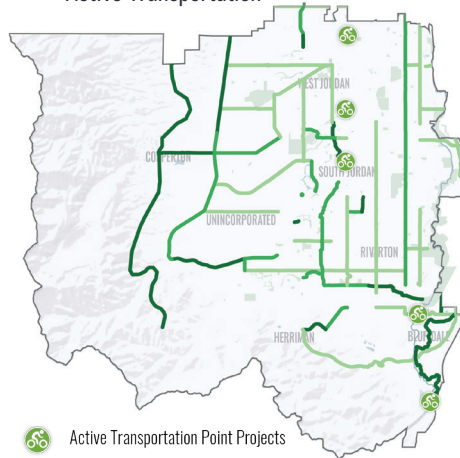 Active Transportation
WEST JORDAN
COPPERTON
SOUTH JORDAN
UNINCORPORATED
RIVERTON
HERRIMAN
BLUFFDALE
Active Transportation Point Projects